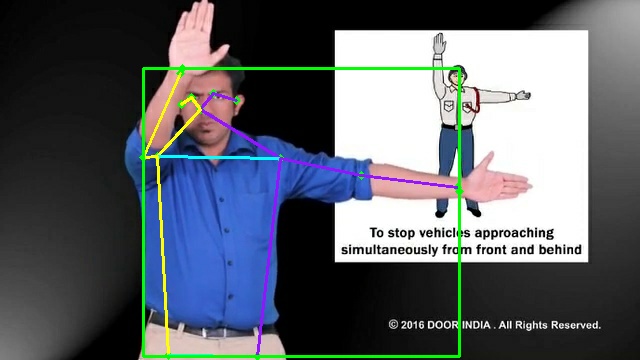 To stop vehicles approaching
simultaneously from front and behind
© 2016 DOOR INDIA . All Rights Reserved.